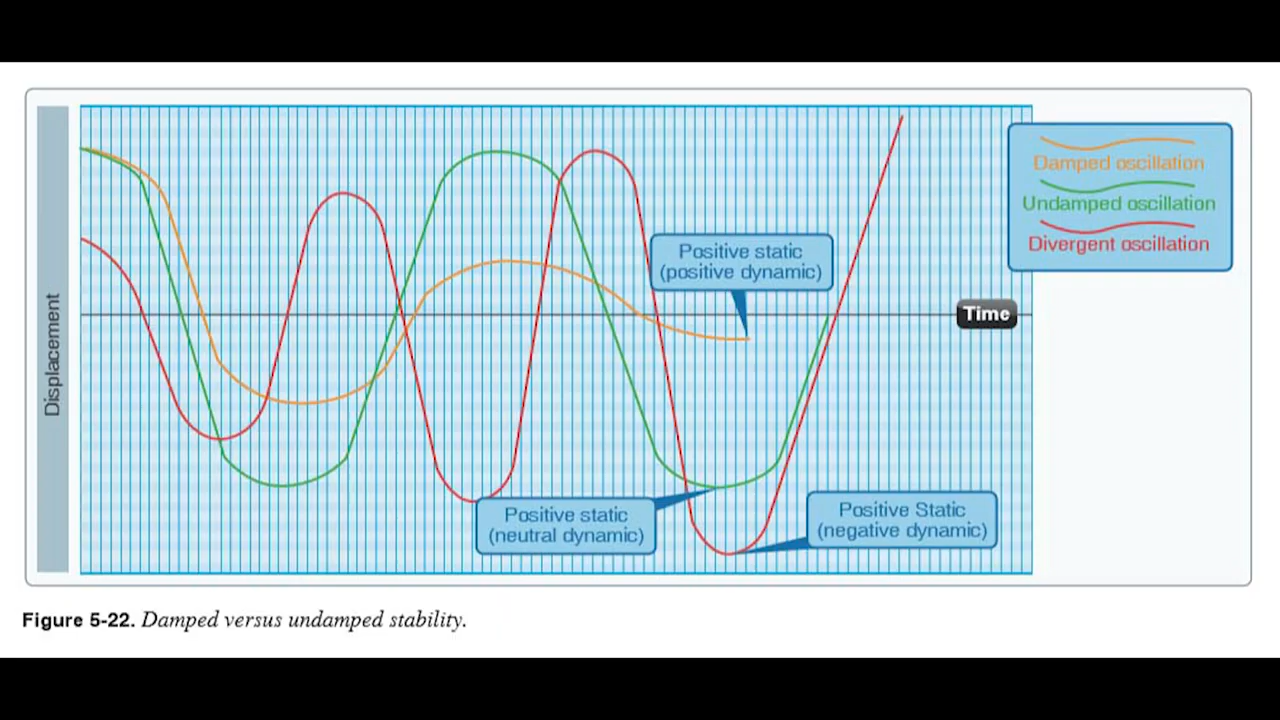 Displacement
Damped oscillation
Undamped oscillation
Divergent oscillation
Positive static
(positive dynamic)
Time
Positive static
(neutral dynamic)
Positive Static
(negative dynamic)
Figure 5-22. Damped versus undamped stability.